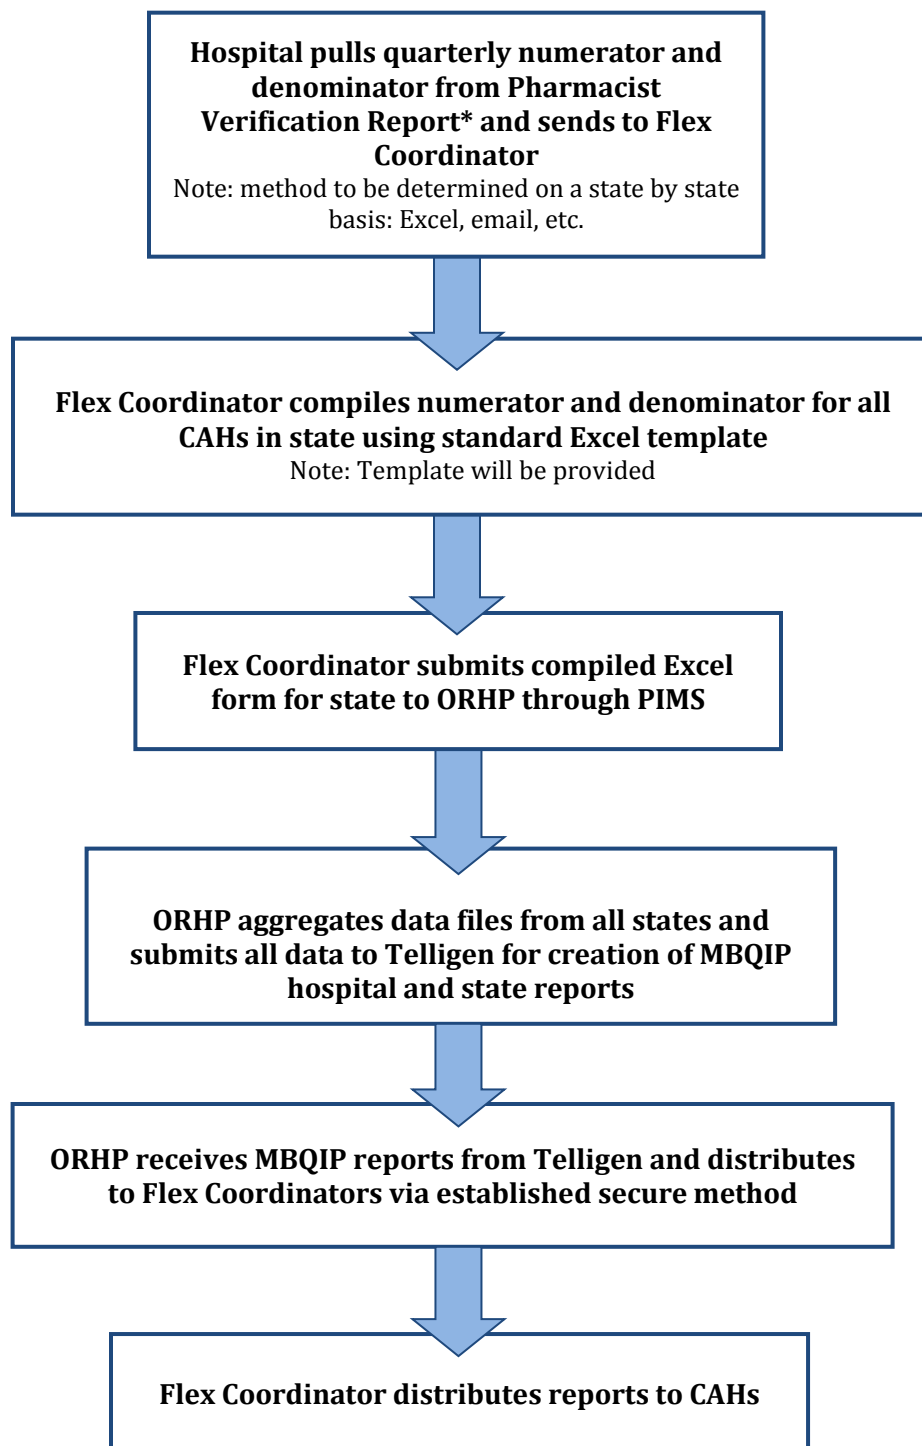 Hospital pulls quarterly numerator and
denominator from Pharmacist
Verification Report* and sends to Flex
Coordinator
Note: method to be determined on a state by state
basis: Excel, email, etc.
Flex Coordinator compiles numerator and denominator for all
CAHs in state using standard Excel template
Note: Template will be provided
Flex Coordinator submits compiled Excel
form for state to ORHP through PIMS
ORHP aggregates data files from all states and
submits all data to Telligen for creation of MBQIP
hospital and state reports
ORHP receives MBQIP reports from Telligen and distributes
to Flex Coordinators via established secure method
Flex Coordinator distributes reports to CAHs